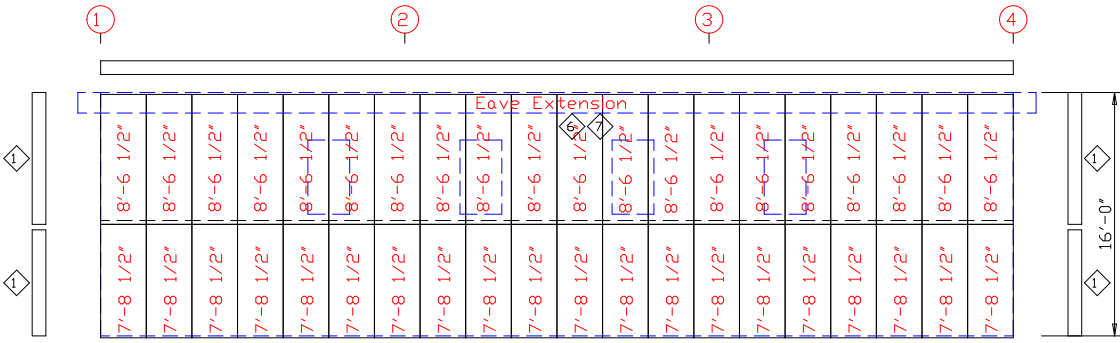 1 2 3 4
Eave Extension
6 7
8'-6 1/2" 8'-6 1/2" 8'-6 1/2" 8'-6 1/2" 8'-6 1/2" 8'-6 1/2" 8'-6 1/2" 8'-6 1/2" 8'-6 1/2" 8'-6 1/2" 8'-6 1/2" 8'-6 1/2" 8'-6 1/2" 8'-6 1/2" 8'-6 1/2" 8'-6 1/2" 8'-6 1/2" 8'-6 1/2" 8'-6 1/2" 8'-6 1/2"
1 1
16'-0"
7'-8 1/2" 7'-8 1/2" 7'-8 1/2" 7'-8 1/2" 7'-8 1/2" 7'-8 1/2" 7'-8 1/2" 7'-8 1/2" 7'-8 1/2" 7'-8 1/2" 7'-8 1/2" 7'-8 1/2" 7'-8 1/2" 7'-8 1/2" 7'-8 1/2" 7'-8 1/2" 7'-8 1/2" 7'-8 1/2" 7'-8 1/2" 7'-8 1/2"
1 1